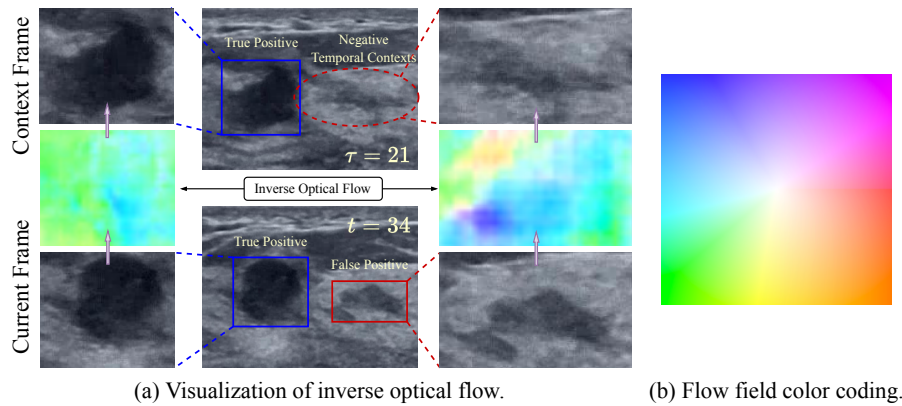 Context Frame
True Positive
Negative
Temporal Contexts
τ = 21
Inverse Optical Flow
Current Frame
t = 34
True Positive
False Positive
(a) Visualization of inverse optical flow.
(b) Flow field color coding.